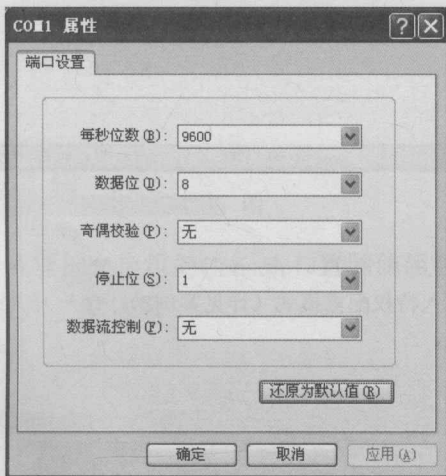 COM1 属性
端口设置
每秒位数(B): 9600
数据位(D): 8
奇偶校验(P): 无
停止位(S): 1
数据流控制(F): 无
还原为默认值(R)
确定 取消 应用(A)